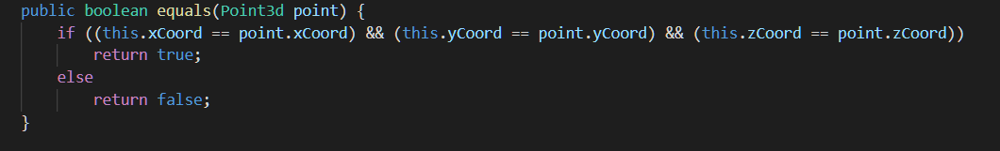 public boolean equals(Point3d point) {
    if ((this.xCoord == point.xCoord) && (this.yCoord == point.yCoord) && (this.zCoord == point.zCoord))
        return true;
    else
        return false;
}